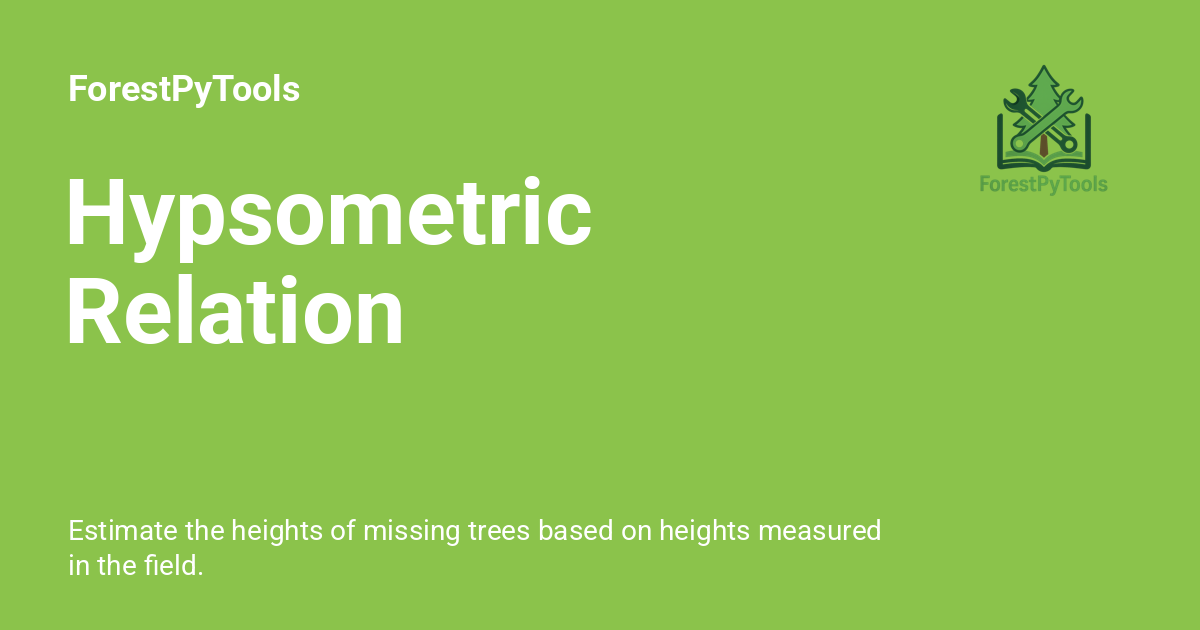 ForestPyTools
ForestPyTools
Hypsometric
Relation
Estimate the heights of missing trees based on heights measured
in the field.